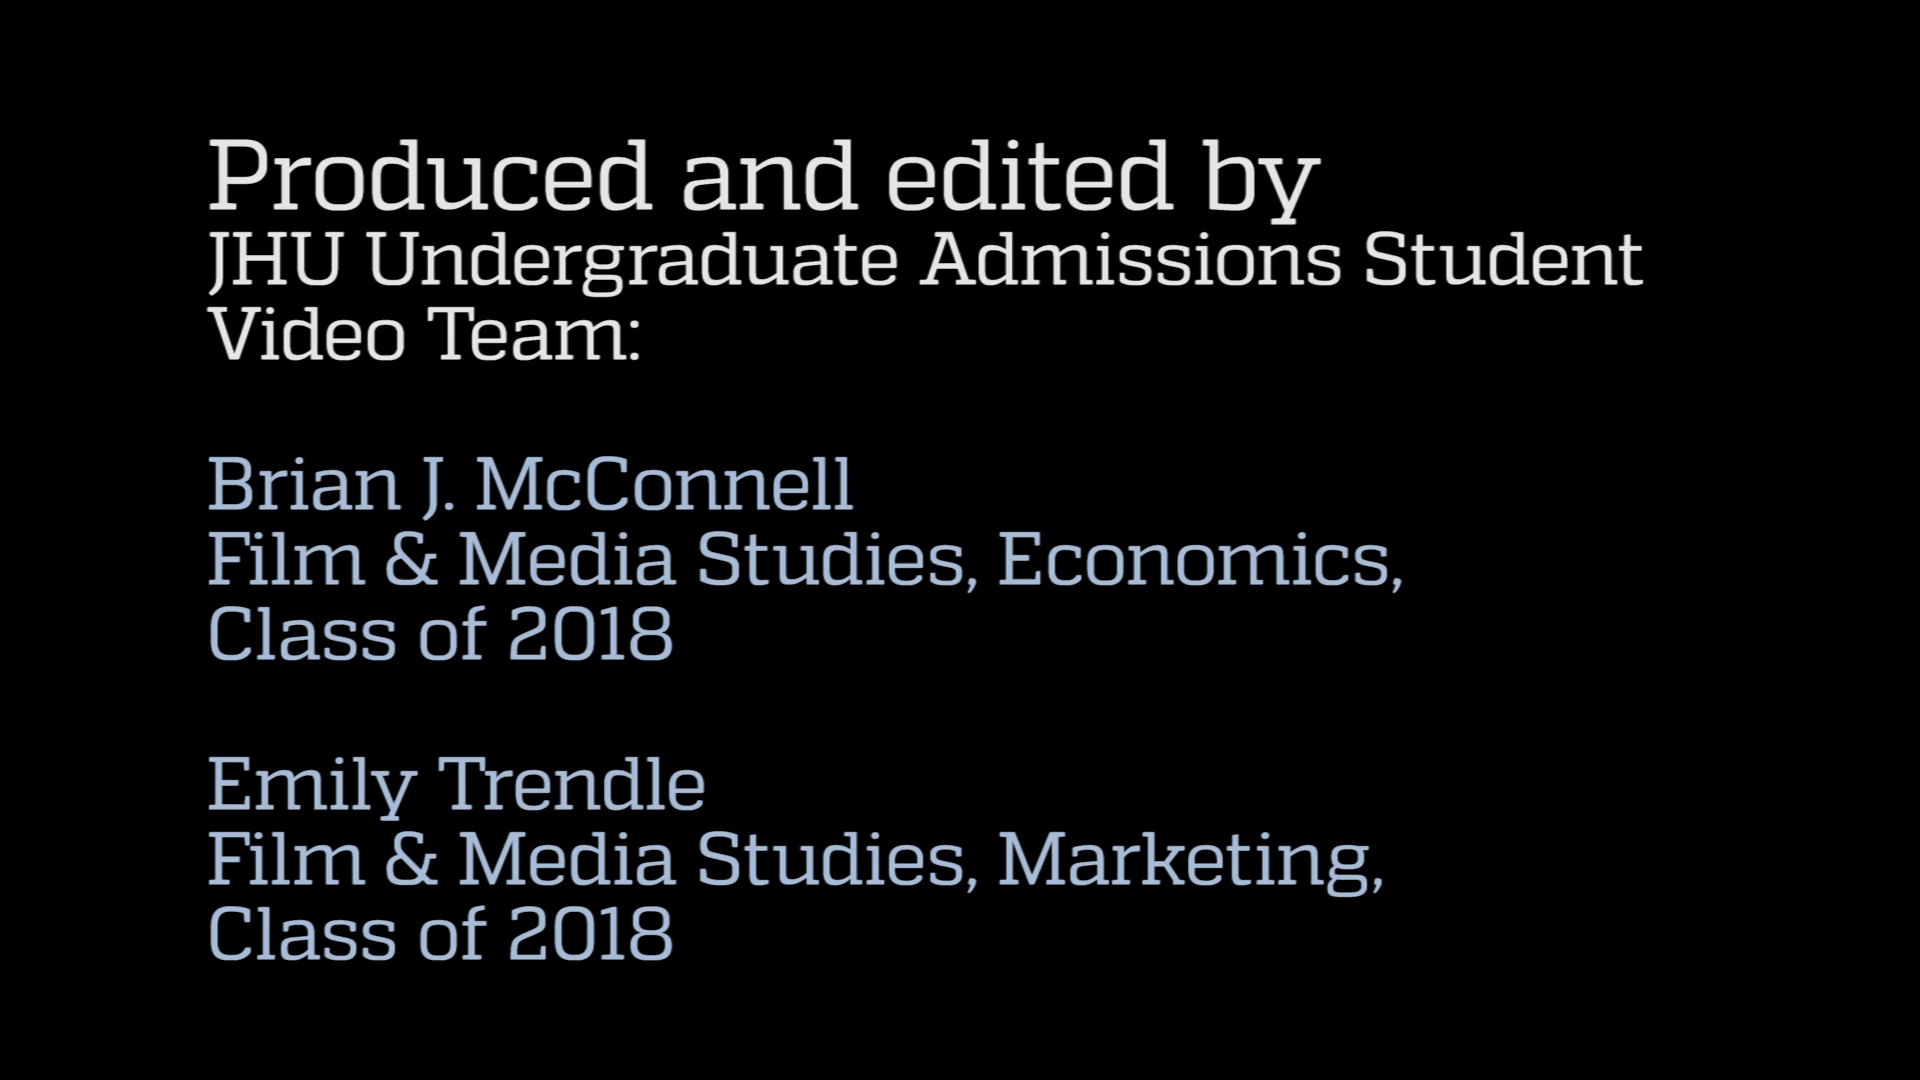 Produced and edited by
JHU Undergraduate Admissions Student
Video Team:
Brian J. McConnell
Film & Media Studies, Economics,
Class of 2018
Emily Trendle
Film & Media Studies, Marketing,
Class of 2018